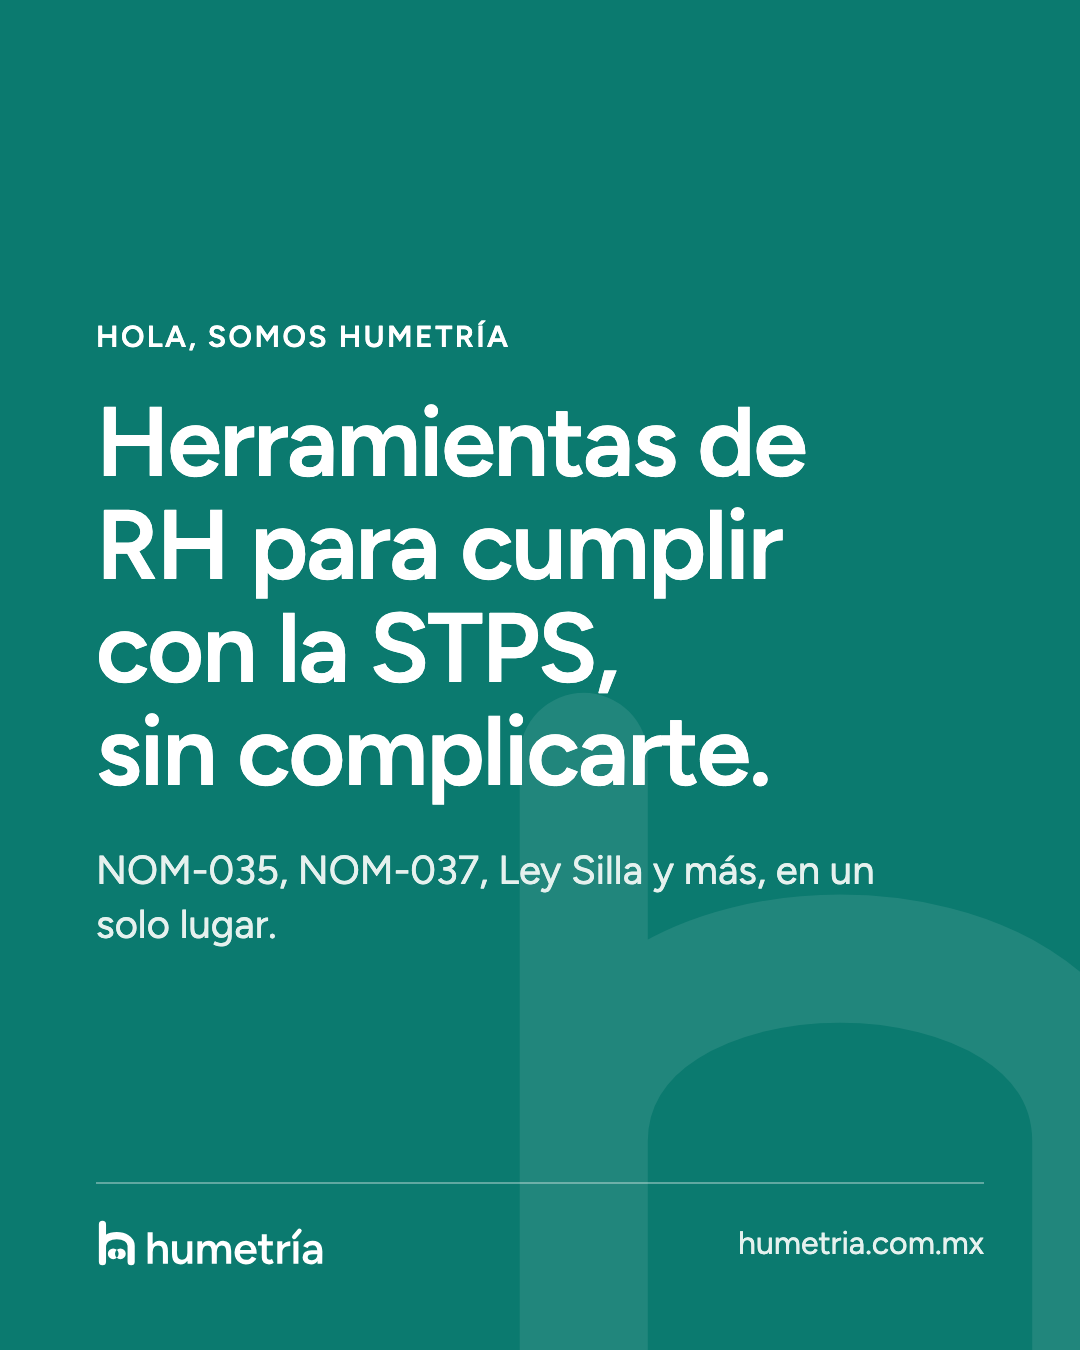 HOLA, SOMOS HUMETRÍA
Herramientas de
RH para cumplir
con la STPS,
sin complicarte.
NOM-035, NOM-037, Ley Silla y más, en un
solo lugar.
humetría
humetria.com.mx